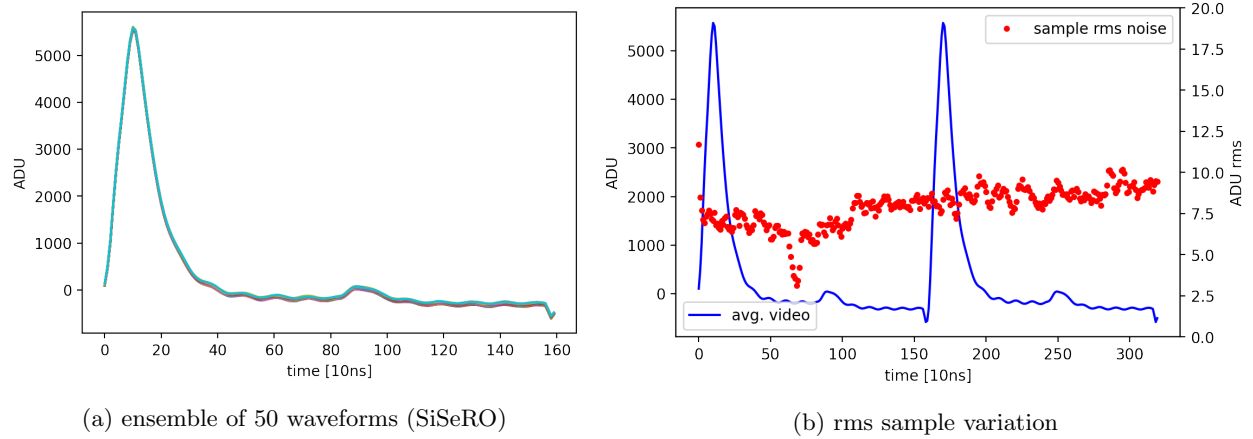 5000
4000
3000
2000
1000
0
ADU
0 20 40 60 80 100 120 140 160
time [10ns]
(a) ensemble of 50 waveforms (SiSeRO)
5000
4000
3000
2000
1000
0
ADU
sample rms noise
avg. video
20.0
17.5
15.0
12.5
10.0
7.5
5.0
2.5
0.0
ADU rms
0 50 100 150 200 250 300
time [10ns]
(b) rms sample variation